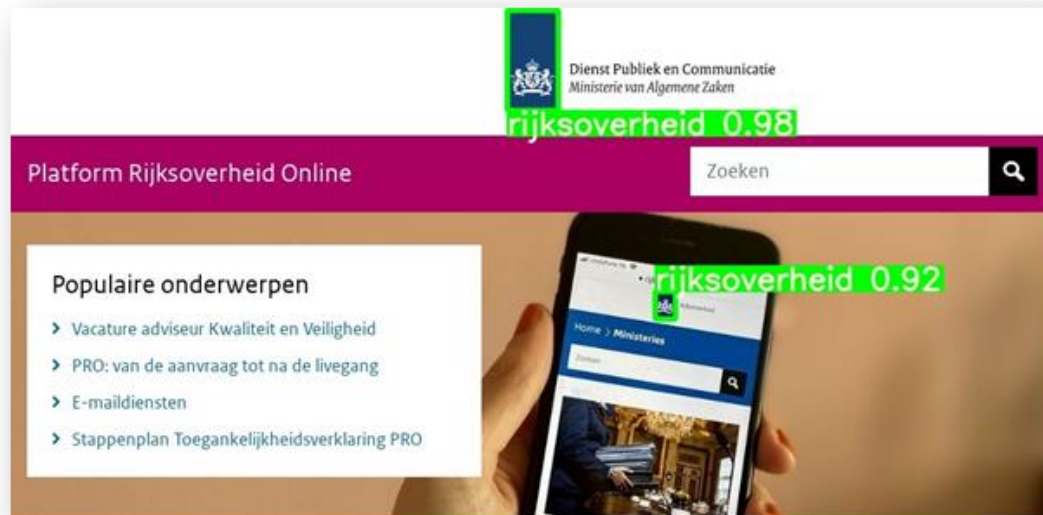 Dienst Publiek en Communicatie
Ministerie van Algemene Zaken
rijksoverheid 0.98
Platform Rijksoverheid Online
Zoeken
Populaire onderwerpen
Vacature adviseur Kwaliteit en Veiligheid
PRO: van de aanvraag tot na de livegang
E-maildiensten
Stappenplan Toegankelijkheidsverklaring PRO
rijksoverheid 0.92
Home > Ministeries
Zoeken